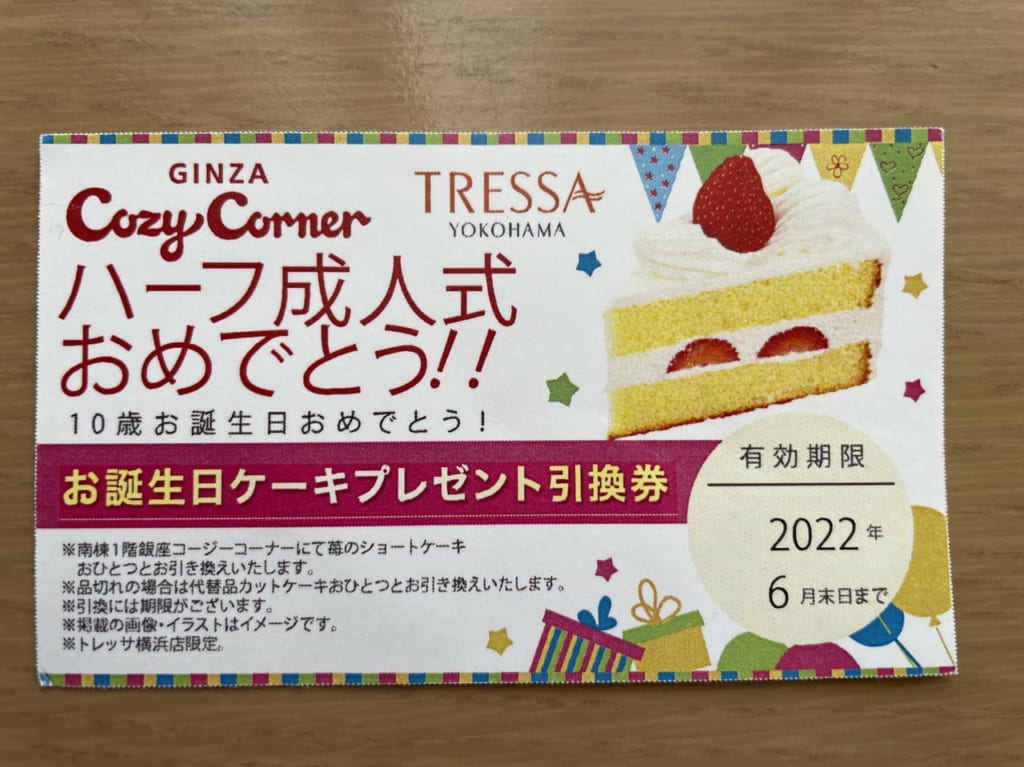 GINZA
Cozy Corner
TRESSA
YOKOHAMA
ハーフ成人式
おめでとう!!
10歳お誕生日おめでとう!
お誕生日ケーキプレゼント引換券
有効期限
2022年
6月末日まで
※南棟1階銀座コージーコーナーにて苺のショートケーキ
おひとつとお引き換えいたします。
※品切れの場合は代替品カットケーキおひとつとお引き換えいたします。
※引換には期限がございます。
※掲載の画像・イラストはイメージです。
※トレッサ横浜店限定。